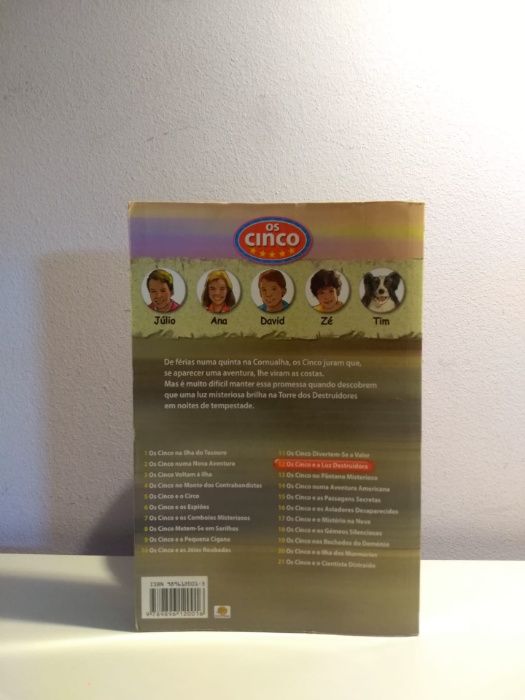 OS
CINCO
Júlio
Ana
David
Zé
Tim
De férias numa quinta na Cornualha, os Cinco juram que,
se aparecer uma aventura, lhe viram as costas.
Mas é muito difícil manter essa promessa quando descobrem
que uma luz misteriosa brilha na Torre dos Destruidores
em noites de tempestade.
1 Os Cinco na Ilha do Tesouro
2 Os Cinco numa Nova Aventura
3 Os Cinco Voltam à Ilha
4 Os Cinco no Monte dos Contrabandistas
5 Os Cinco e o Circo
6 Os Cinco e os Espiões
7 Os Cinco e os Comboios Misteriosos
8 Os Cinco Metem-Se em Sarilhos
9 Os Cinco e a Pequena Cigana
10 Os Cinco e as Jóias Roubadas
11 Os Cinco Divertem-Se a Valer
12 Os Cinco e a Luz Destruidora
13 Os Cinco no Pântano Misterioso
14 Os Cinco numa Aventura Americana
15 Os Cinco e as Passagens Secretas
16 Os Cinco e os Aviadores Desaparecidos
17 Os Cinco e o Mistério na Neve
18 Os Cinco e os Gémeos Silenciosos
19 Os Cinco nos Rochedos do Demónio
20 Os Cinco e a Ilha dos Murmúrios
21 Os Cinco e o Cientista Distraído
ISBN